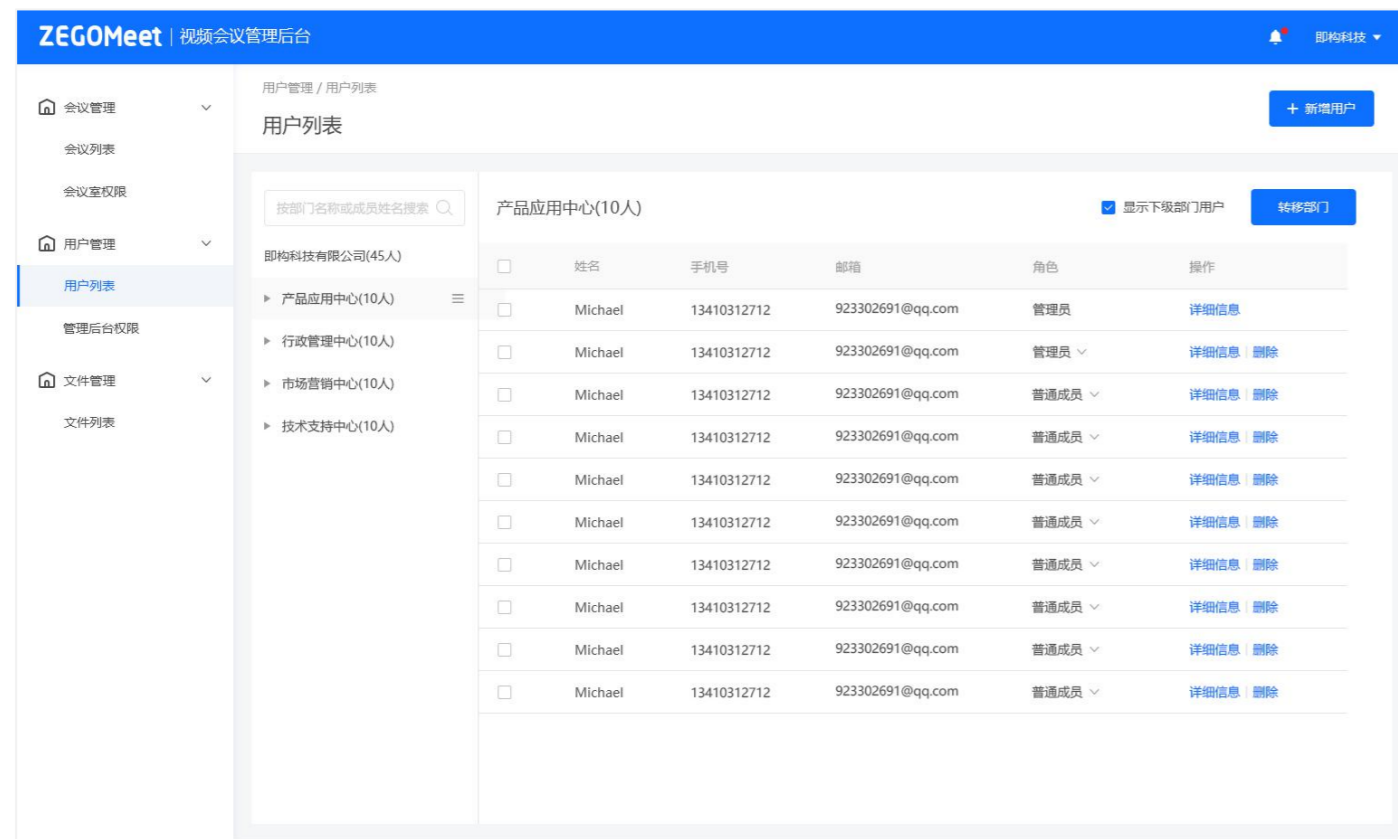 ZEGOMeet | 视频会议管理后台
即构科技
会议管理
会议列表
会议室权限
用户管理
用户列表
管理后台权限
文件管理
文件列表
用户管理 / 用户列表
用户列表
+ 新增用户
按部门名称或成员姓名搜索
即构科技有限公司(45人)
产品应用中心(10人)
行政管理中心(10人)
市场营销中心(10人)
技术支持中心(10人)
产品应用中心(10人)
显示下级部门用户
转移部门
姓名 手机号 邮箱 角色 操作
Michael 13410312712 923302691@qq.com 管理员 详细信息
Michael 13410312712 923302691@qq.com 管理员 详细信息 | 删除
Michael 13410312712 923302691@qq.com 普通成员 详细信息 | 删除
Michael 13410312712 923302691@qq.com 普通成员 详细信息 | 删除
Michael 13410312712 923302691@qq.com 普通成员 详细信息 | 删除
Michael 13410312712 923302691@qq.com 普通成员 详细信息 | 删除
Michael 13410312712 923302691@qq.com 普通成员 详细信息 | 删除
Michael 13410312712 923302691@qq.com 普通成员 详细信息 | 删除
Michael 13410312712 923302691@qq.com 普通成员 详细信息 | 删除
Michael 13410312712 923302691@qq.com 普通成员 详细信息 | 删除